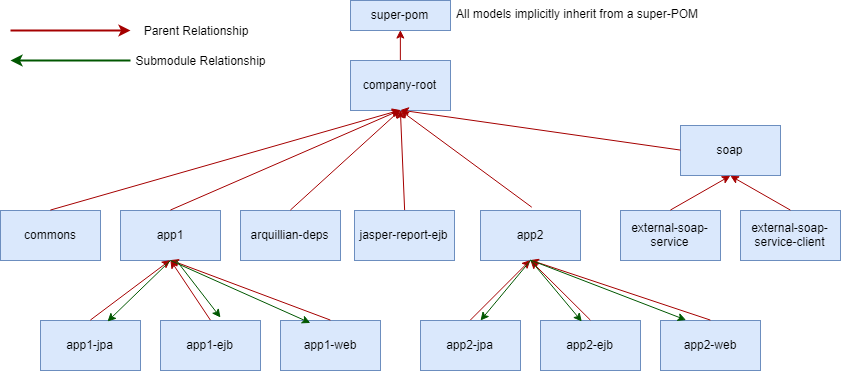 super-pom
All models implicitly inherit from a super-POM
Parent Relationship
Submodule Relationship
company-root
soap
commons
app1
arquillian-deps
jasper-report-ejb
app2
external-soap-
service
external-soap-
service-client
app1-jpa
app1-ejb
app1-web
app2-jpa
app2-ejb
app2-web